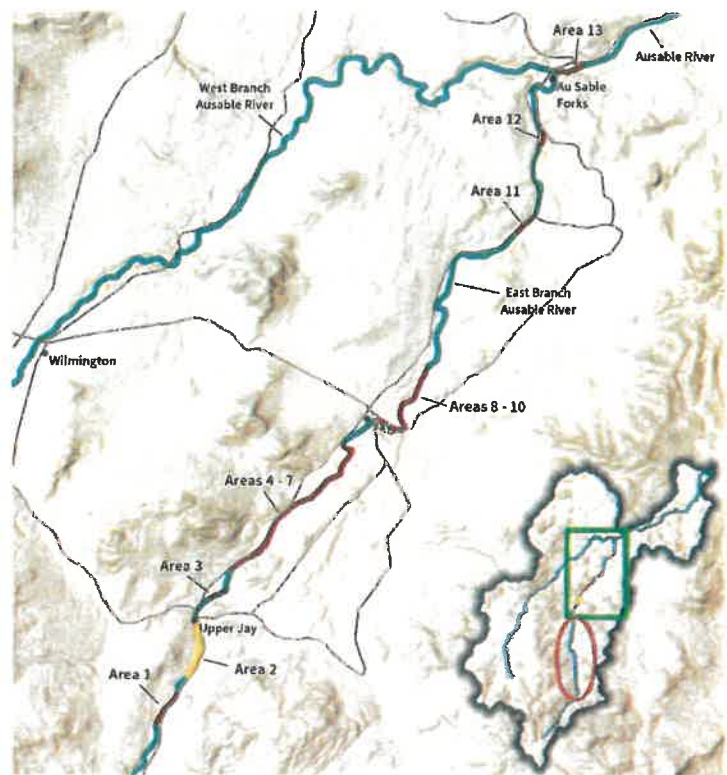 Area 13
Ausable River
West Branch
Ausable River
Au Sable
Forks
Area 12
Area 11
East Branch
Ausable River
Wilmington
Areas 8 - 10
Areas 4 - 7
Area 3
Upper Jay
Area 1
Area 2